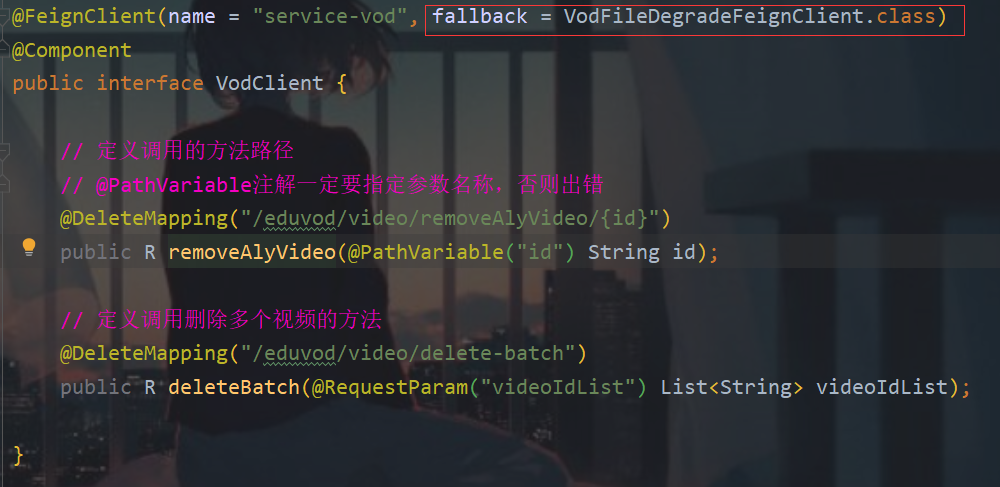 @FeignClient(name = "service-vod", fallback = VodFileDegradeFeignClient.class)
@Component
public interface VodClient {
// 定义调用的方法路径
// @PathVariable注解一定要指定参数名称，否则出错
@DeleteMapping("/eduvod/video/removeAlyVideo/{id}")
public R removeAlyVideo(@PathVariable("id") String id);
// 定义调用删除多个视频的方法
@DeleteMapping("/eduvod/video/delete-batch")
public R deleteBatch(@RequestParam("videoIdList") List<String> videoIdList);
}